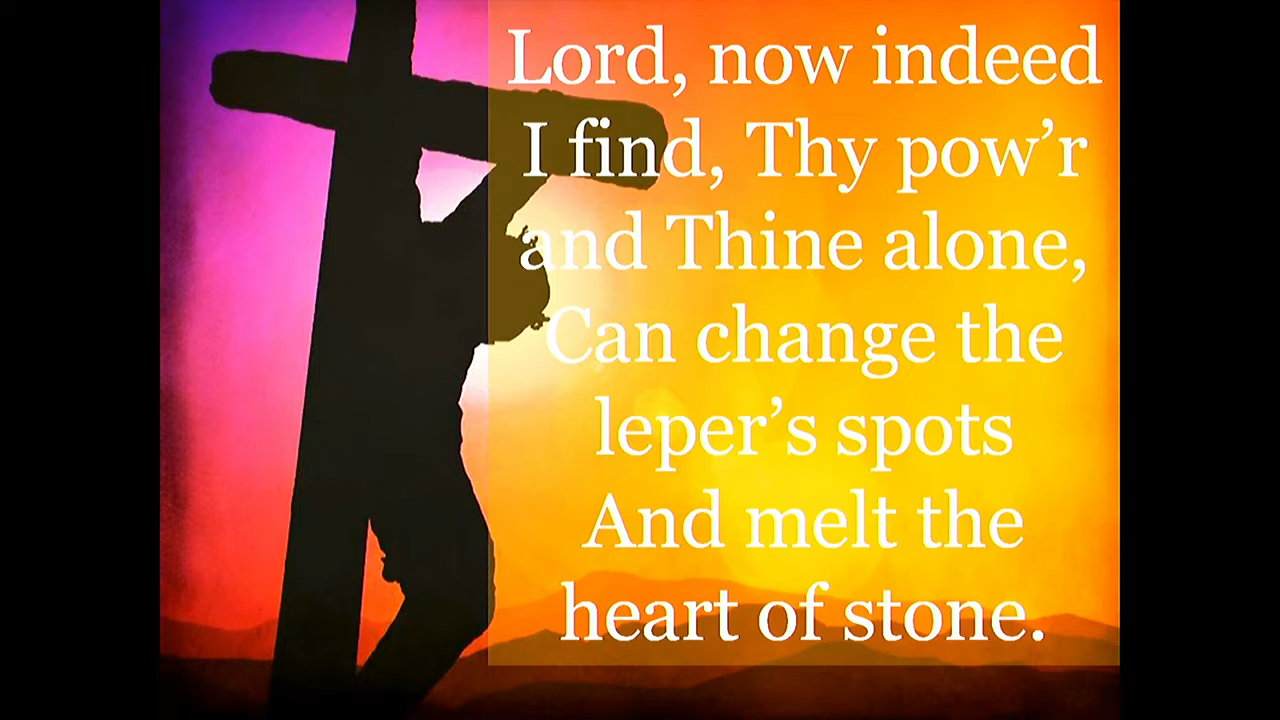 Lord, now indeed
I find, Thy pow’r
and Thine alone,
Can change the
leper’s spots
And melt the
heart of stone.